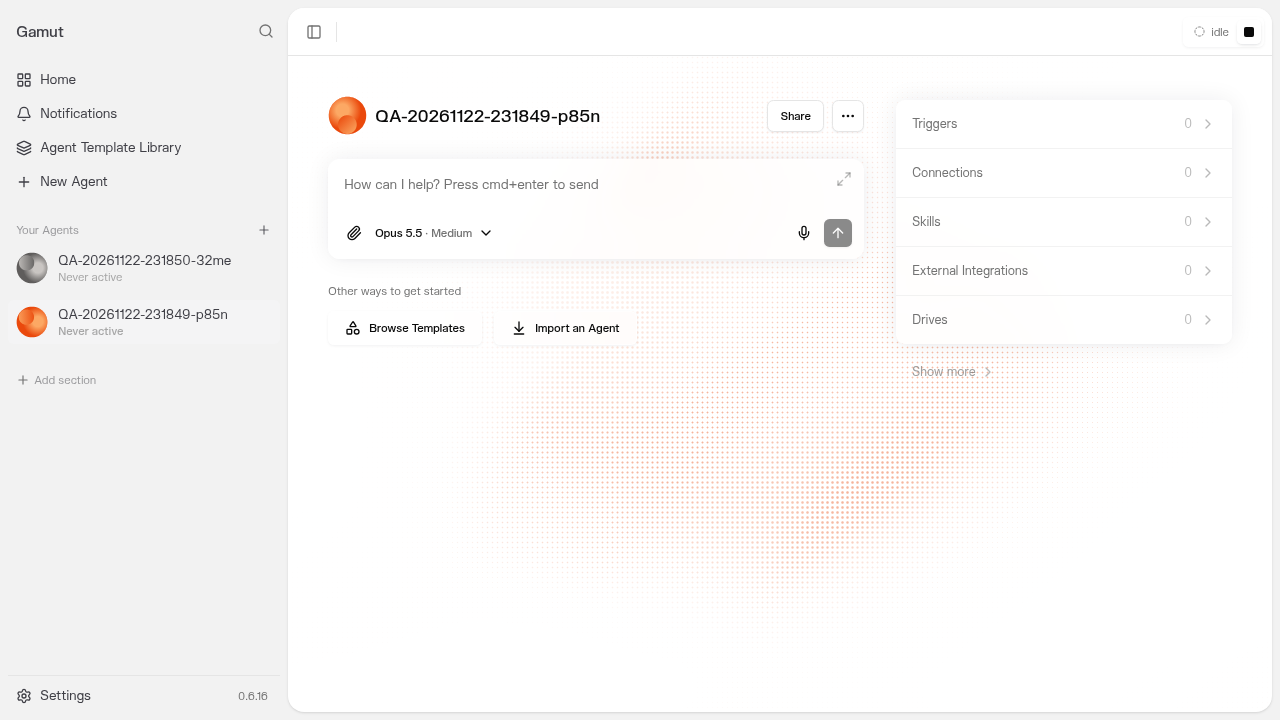 Gamut
Home
Notifications
Agent Template Library
New Agent
Your Agents
QA-20261122-231850-32me
Never active
QA-20261122-231849-p85n
Never active
Add section
Settings
0.6.16
idle
QA-20261122-231849-p85n
Share
How can I help? Press cmd+enter to send
Opus 5.5 · Medium
Other ways to get started
Browse Templates
Import an Agent
Triggers 0
Connections 0
Skills 0
External Integrations 0
Drives 0
Show more